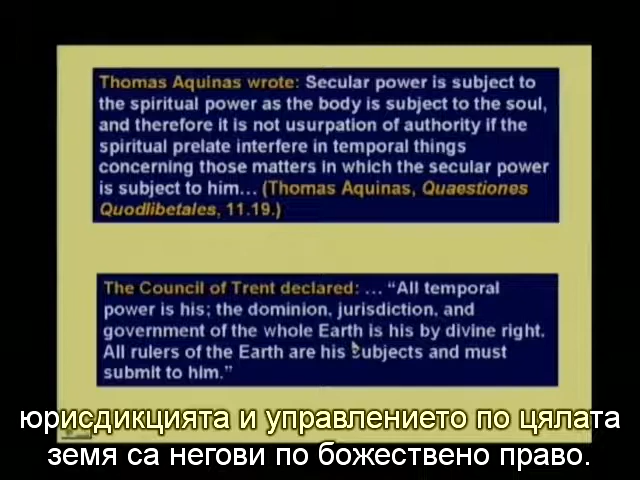 Thomas Aquinas wrote: Secular power is subject to
the spiritual power as the body is subject to the soul,
and therefore it is not usurpation of authority if the
spiritual prelate interfere in temporal things
concerning those matters in which the secular power
is subject to him... (Thomas Aquinas, Quaestiones
Quodlibetales, 11.19.)
The Council of Trent declared: ... “All temporal
power is his; the dominion, jurisdiction, and
government of the whole Earth is his by divine right.
All rulers of the Earth are his subjects and must
submit to him.”
юрисдикцията и управлението по цялата
земя са негови по божествено право.